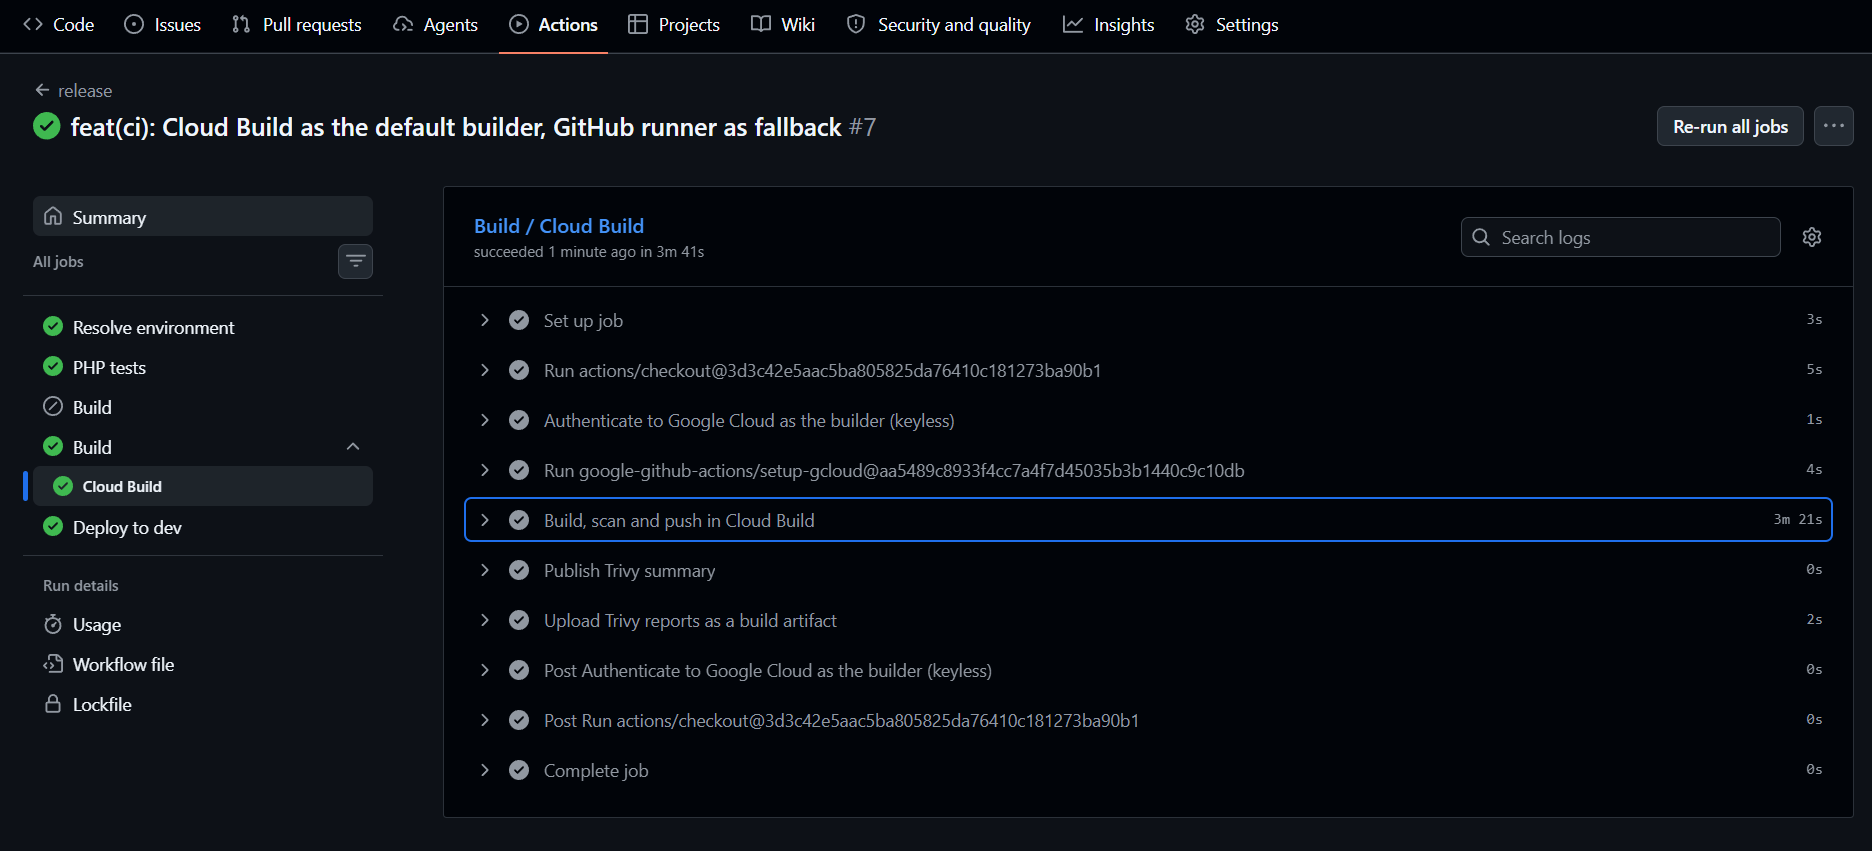 Code Issues Pull requests Agents Actions Projects Wiki Security and quality Insights Settings
release
feat(ci): Cloud Build as the default builder, GitHub runner as fallback #7
Re-run all jobs
Summary
All jobs
Resolve environment
PHP tests
Build
Build
Cloud Build
Deploy to dev
Run details
Usage
Workflow file
Lockfile
Build / Cloud Build
succeeded 1 minute ago in 3m 41s
Search logs
Set up job 3s
Run actions/checkout@3d3c42e5aac5ba805825da76410c181273ba90b1 5s
Authenticate to Google Cloud as the builder (keyless) 1s
Run google-github-actions/setup-gcloud@aa5489c8933f4cc7a4f7d45035b3b1440c9c10db 4s
Build, scan and push in Cloud Build 3m 21s
Publish Trivy summary 0s
Upload Trivy reports as a build artifact 2s
Post Authenticate to Google Cloud as the builder (keyless) 0s
Post Run actions/checkout@3d3c42e5aac5ba805825da76410c181273ba90b1 0s
Complete job 0s